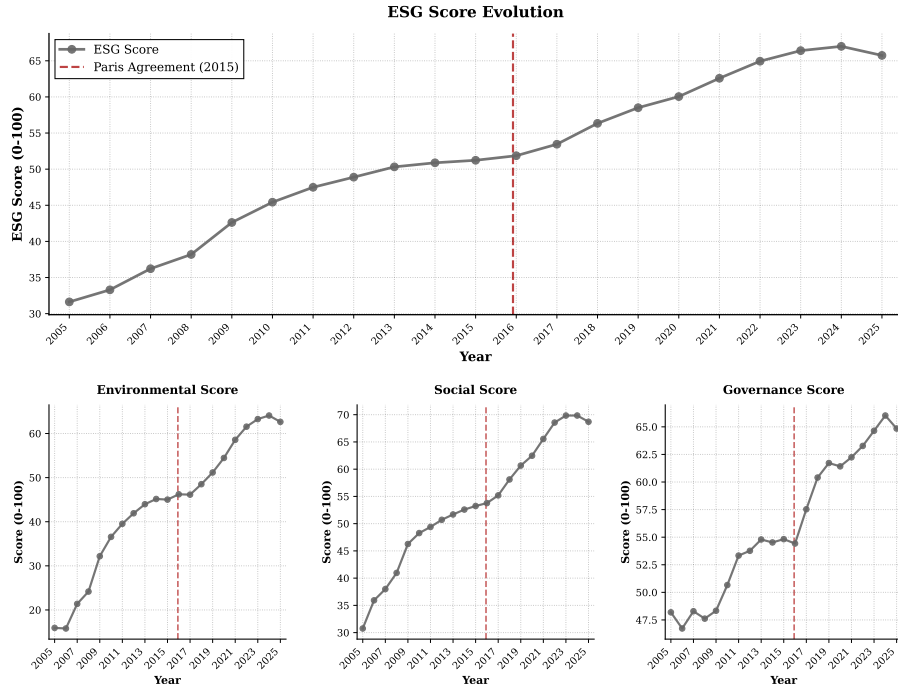 ESG Score Evolution
ESG Score
Paris Agreement (2015)
ESG Score (0-100)
65
60
55
50
45
40
35
30
2005 2006 2007 2008 2009 2010 2011 2012 2013 2014 2015 2016 2017 2018 2019 2020 2021 2022 2023 2024 2025
Year
Environmental Score
Score (0-100)
60
50
40
30
20
2005 2007 2009 2011 2013 2015 2017 2019 2021 2023 2025
Year
Social Score
Score (0-100)
70
65
60
55
50
45
40
35
30
2005 2007 2009 2011 2013 2015 2017 2019 2021 2023 2025
Year
Governance Score
Score (0-100)
65.0
62.5
60.0
57.5
55.0
52.5
50.0
47.5
2005 2007 2009 2011 2013 2015 2017 2019 2021 2023 2025
Year